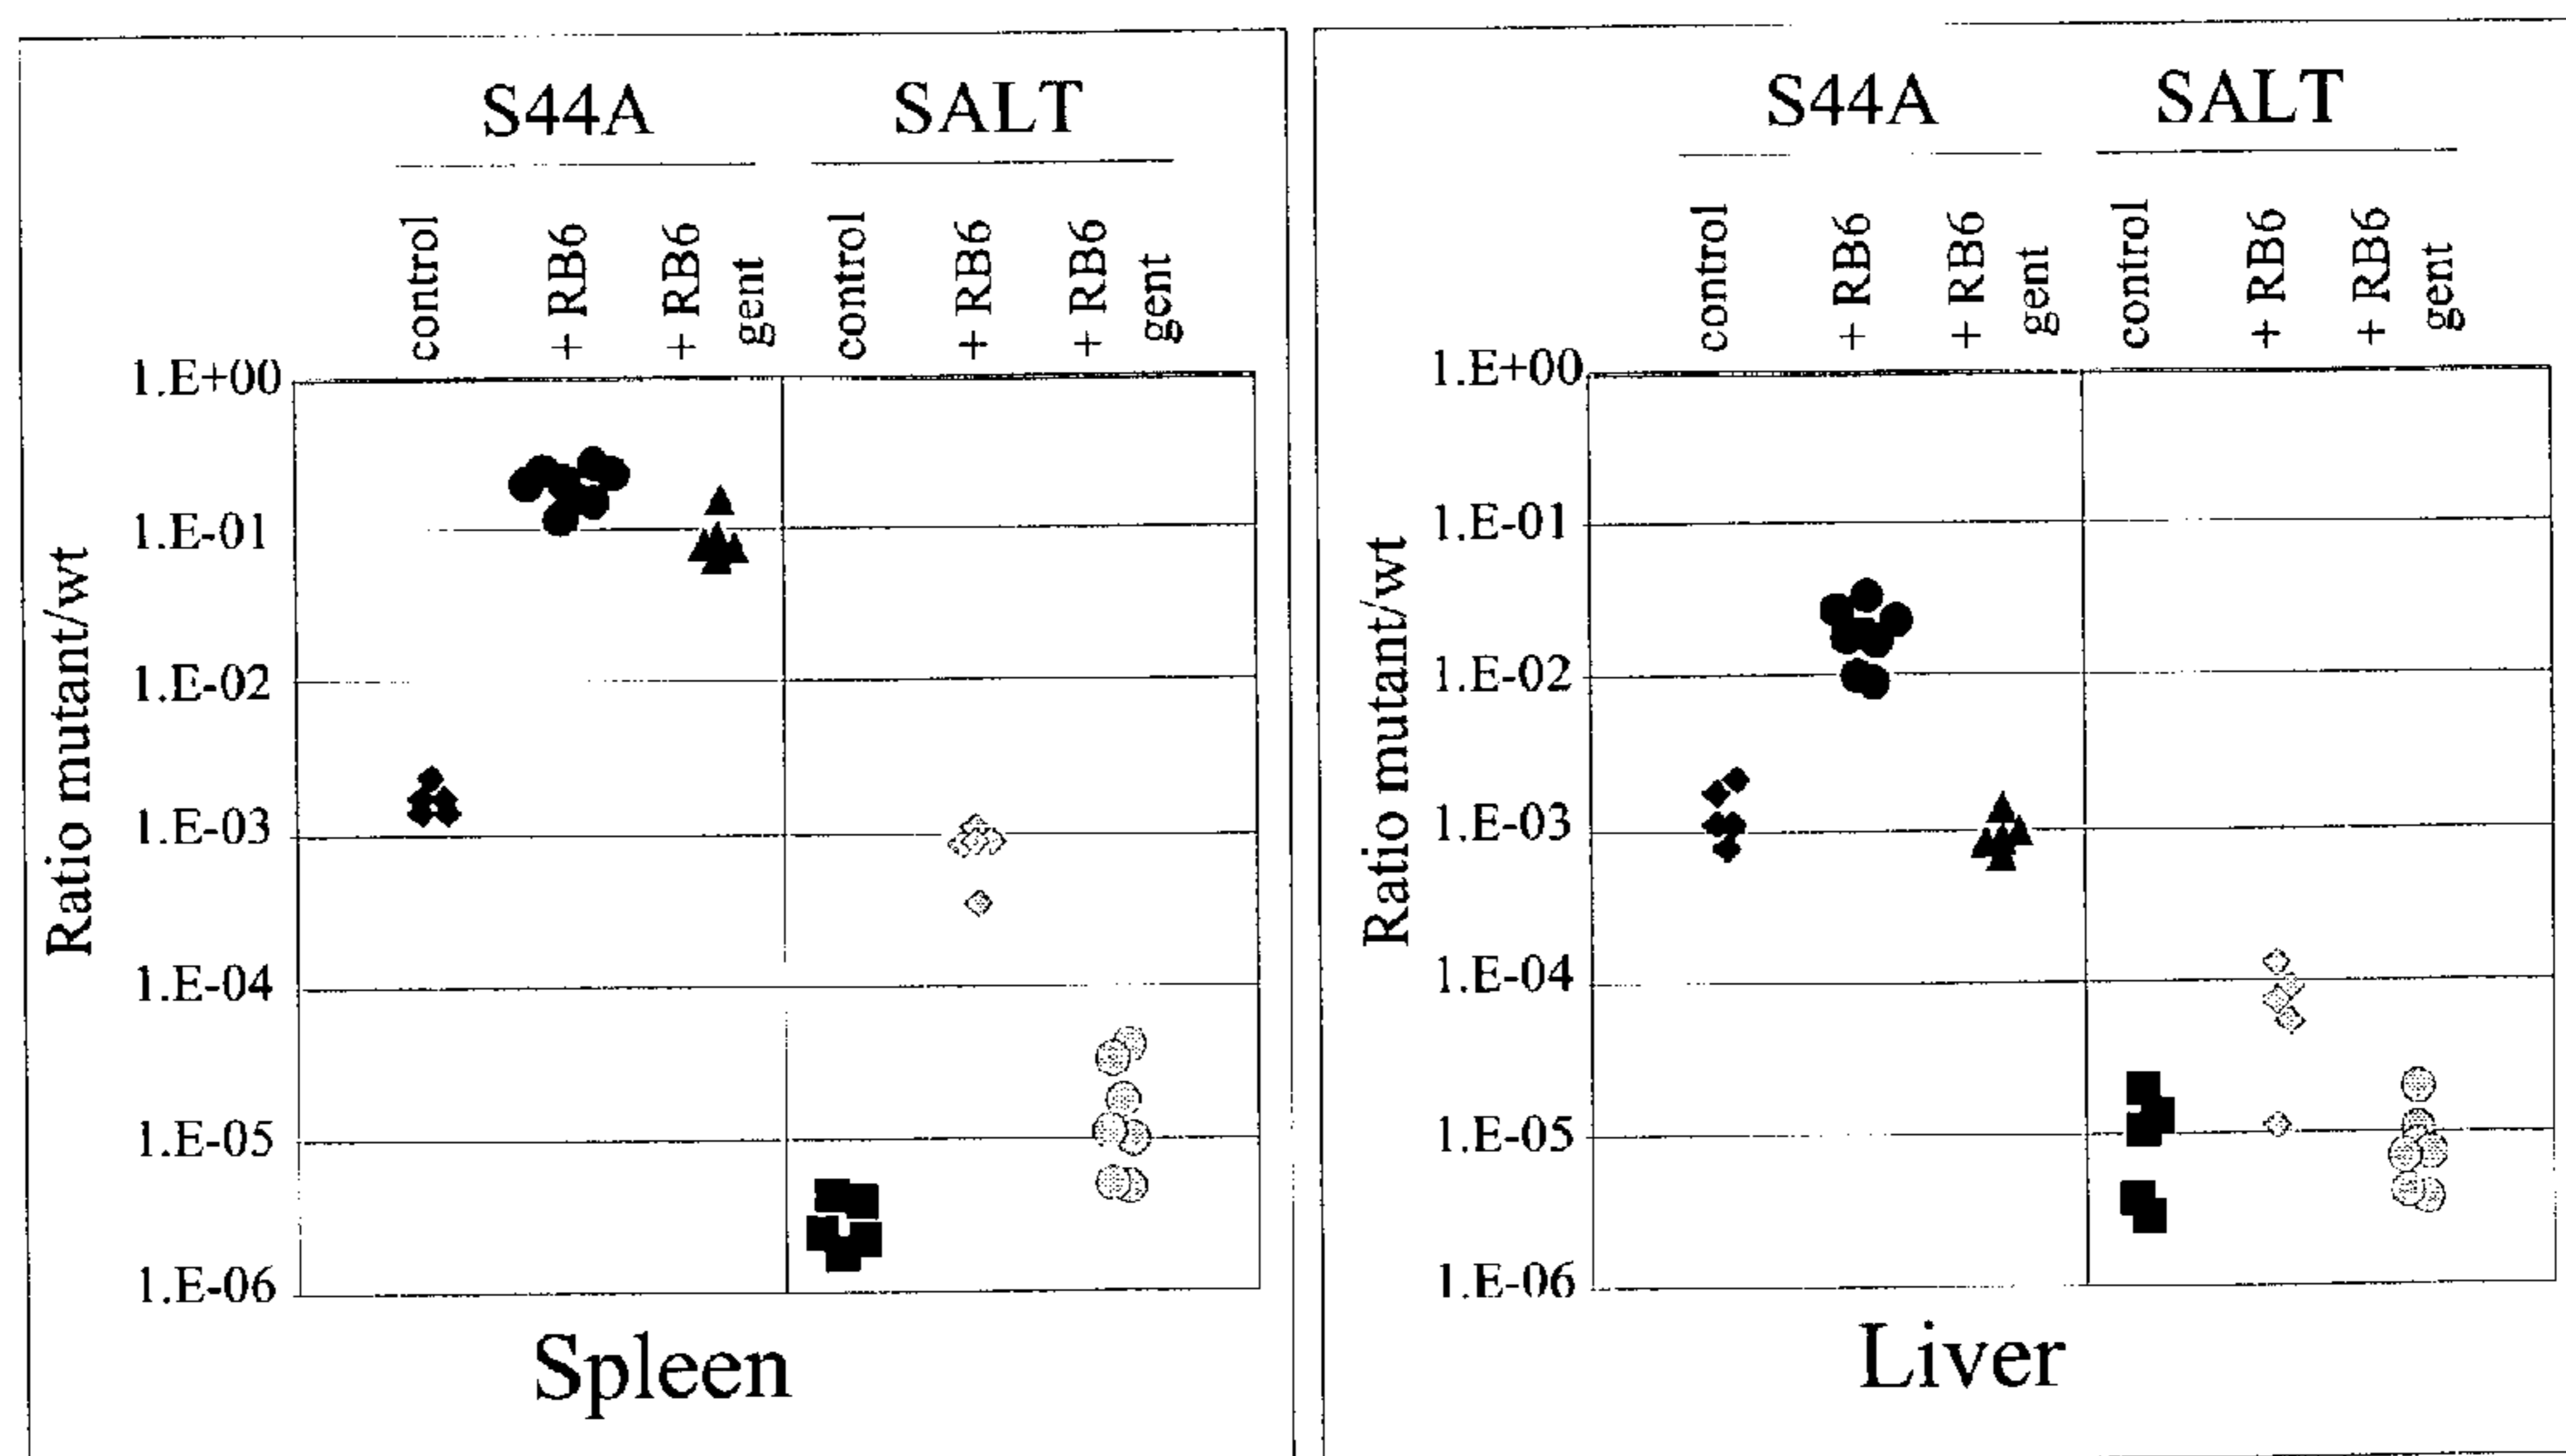 S44A SALT
control + RB6 + RB6 gent control + RB6 + RB6 gent
Ratio mutant/wt
1.E+00
1.E-01
1.E-02
1.E-03
1.E-04
1.E-05
1.E-06
Spleen
S44A SALT
control + RB6 + RB6 gent control + RB6 + RB6 gent
Ratio mutant/wt
1.E+00
1.E-01
1.E-02
1.E-03
1.E-04
1.E-05
1.E-06
Liver